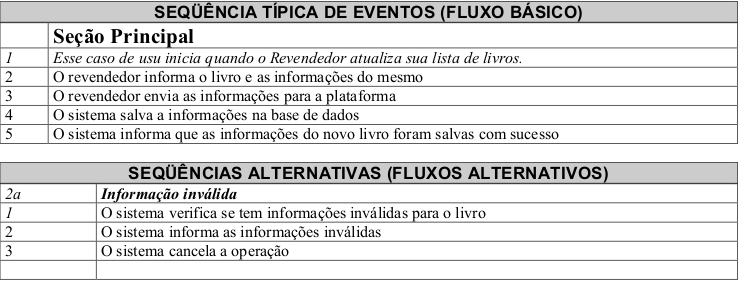 SEQÜÊNCIA TÍPICA DE EVENTOS (FLUXO BÁSICO)
Seção Principal
1 Esse caso de usu inicia quando o Revendedor atualiza sua lista de livros.
2 O revendedor informa o livro e as informações do mesmo
3 O revendedor envia as informações para a plataforma
4 O sistema salva a informações na base de dados
5 O sistema informa que as informações do novo livro foram salvas com sucesso
SEQÜÊNCIAS ALTERNATIVAS (FLUXOS ALTERNATIVOS)
2a Informação inválida
1 O sistema verifica se tem informações inválidas para o livro
2 O sistema informa as informações inválidas
3 O sistema cancela a operação